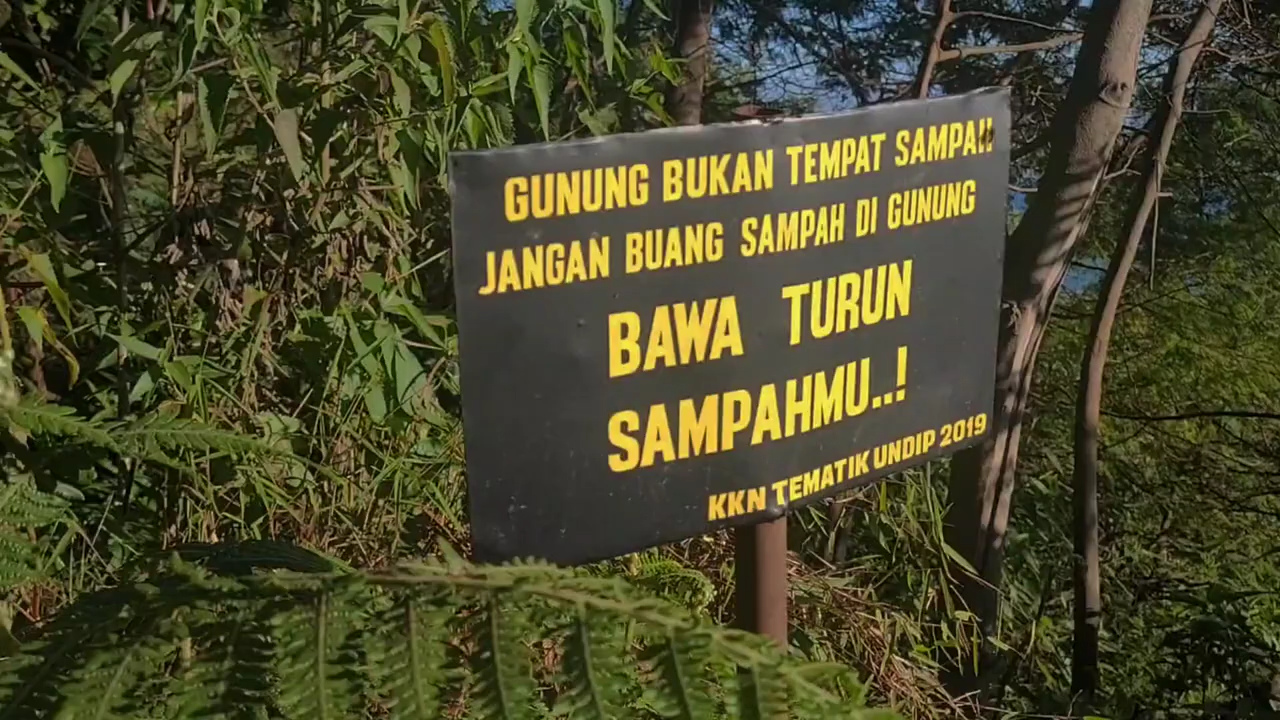 GUNUNG BUKAN TEMPAT SAMPAH
JANGAN BUANG SAMPAH DI GUNUNG
BAWA TURUN
SAMPAHMU..!
KKN TEMATIK UNDIP 2019